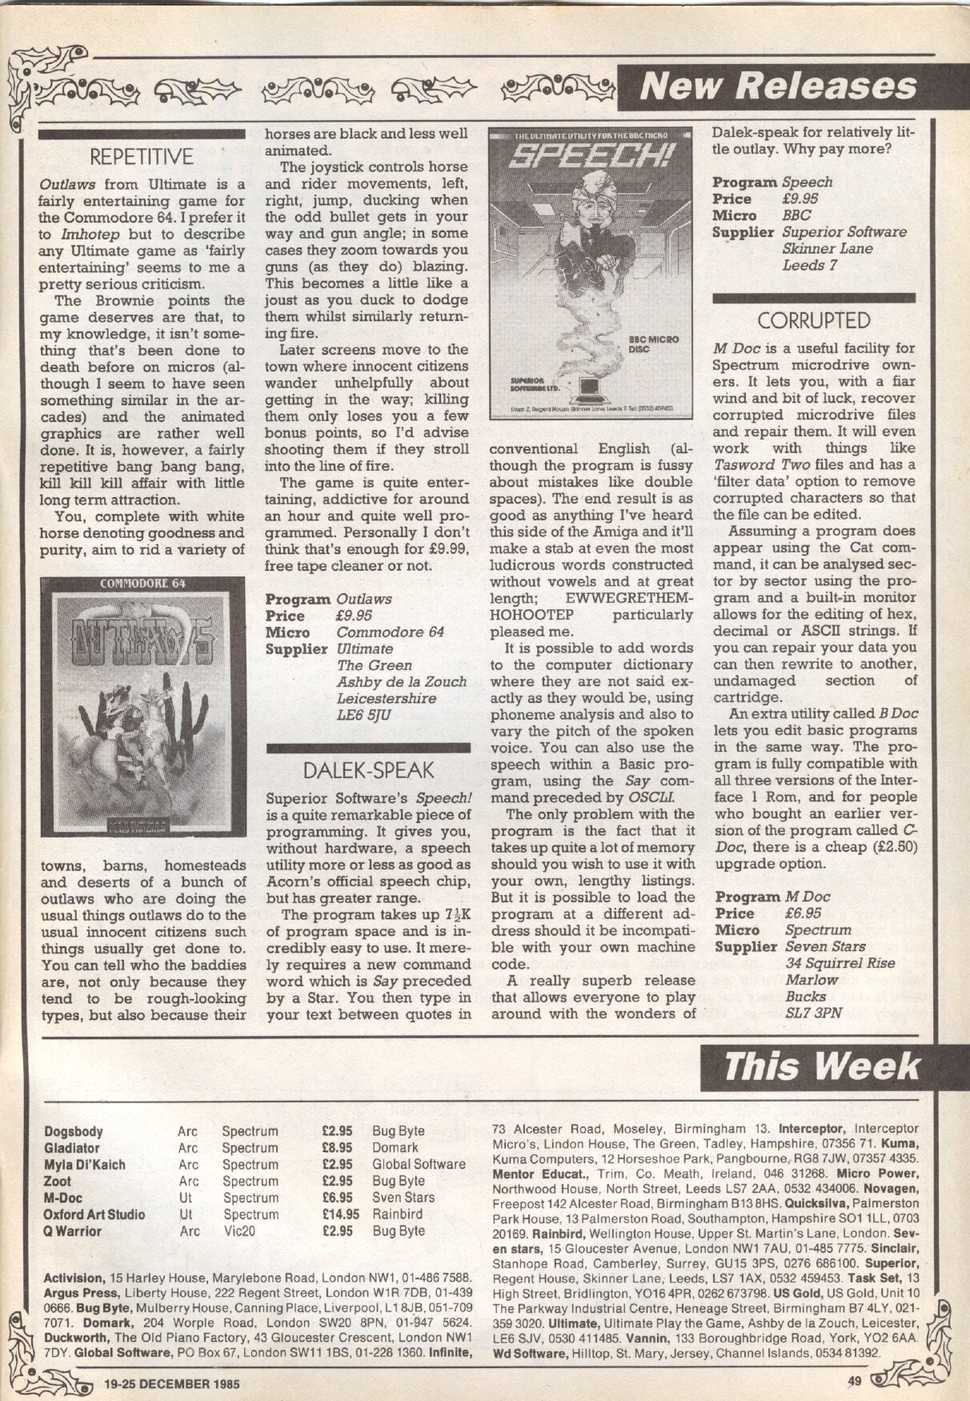 New Releases
REPETITIVE
Outlaws from Ultimate is a
fairly entertaining game for
the Commodore 64. I prefer it
to Imhotep but to describe
any Ultimate game as 'fairly
entertaining' seems to me a
pretty serious criticism.
The Brownie points the
game deserves are that, to
my knowledge, it isn't some-
thing that's been done to
death before on micros (al-
though I seem to have seen
something similar in the ar-
cades) and the animated
graphics are rather well
done. It is, however, a fairly
repetitive bang bang bang,
kill kill kill affair with little
long term attraction.
You, complete with white
horse denoting goodness and
purity, aim to rid a variety of
COMMODORE 64
OUTLAWS
towns, barns, homesteads
and deserts of a bunch of
outlaws who are doing the
usual things outlaws do to the
usual innocent citizens such
things usually get done to.
You can tell who the baddies
are, not only because they
tend to be rough-looking
types, but also because their
horses are black and less well
animated.
The joystick controls horse
and rider movements, left,
right, jump, ducking when
the odd bullet gets in your
way and gun angle; in some
cases they zoom towards you
guns (as they do) blazing.
This becomes a little like a
joust as you duck to dodge
them whilst similarly return-
ing fire.
Later screens move to the
town where innocent citizens
wander unhelpfully about
getting in the way; killing
them only loses you a few
bonus points, so I'd advise
shooting them if they stroll
into the line of fire.
The game is quite enter-
taining, addictive for around
an hour and quite well pro-
grammed. Personally I don't
think that's enough for £9.99,
free tape cleaner or not.
Program Outlaws
Price £9.95
Micro Commodore 64
Supplier Ultimate
The Green
Ashby de la Zouch
Leicestershire
LE6 5JU
DALEK-SPEAK
Superior Software's Speech!
is a quite remarkable piece of
programming. It gives you,
without hardware, a speech
utility more or less as good as
Acorn's official speech chip,
but has greater range.
The program takes up 7½K
of program space and is in-
credibly easy to use. It mere-
ly requires a new command
word which is Say preceded
by a Star. You then type in
your text between quotes in
THE ULTIMATE UTILITY FOR THE BBC MICRO
SPEECH!
BBC MICRO
DISC
SUPERIOR
SOFTWARE LTD.
Dept Z, Regent House, Skinner Lane, Leeds 7. Tel: (0532) 459453
conventional English (al-
though the program is fussy
about mistakes like double
spaces). The end result is as
good as anything I've heard
this side of the Amiga and it'll
make a stab at even the most
ludicrous words constructed
without vowels and at great
length; EWWEGRETHEM-
HOHOOTEP particularly
pleased me.
It is possible to add words
to the computer dictionary
where they are not said ex-
actly as they would be, using
phoneme analysis and also to
vary the pitch of the spoken
voice. You can also use the
speech within a Basic pro-
gram, using the Say com-
mand preceded by OSCLI.
The only problem with the
program is the fact that it
takes up quite a lot of memory
should you wish to use it with
your own, lengthy listings.
But it is possible to load the
program at a different ad-
dress should it be incompati-
ble with your own machine
code.
A really superb release
that allows everyone to play
around with the wonders of
Dalek-speak for relatively lit-
tle outlay. Why pay more?
Program Speech
Price £9.95
Micro BBC
Supplier Superior Software
Skinner Lane
Leeds 7
CORRUPTED
M Doc is a useful facility for
Spectrum microdrive own-
ers. It lets you, with a fiar
wind and bit of luck, recover
corrupted microdrive files
and repair them. It will even
work with things like
Tasword Two files and has a
'filter data' option to remove
corrupted characters so that
the file can be edited.
Assuming a program does
appear using the Cat com-
mand, it can be analysed sec-
tor by sector using the pro-
gram and a built-in monitor
allows for the editing of hex,
decimal or ASCII strings. If
you can repair your data you
can then rewrite to another,
undamaged section of
cartridge.
An extra utility called B Doc
lets you edit basic programs
in the same way. The pro-
gram is fully compatible with
all three versions of the Inter-
face 1 Rom, and for people
who bought an earlier ver-
sion of the program called C-
Doc, there is a cheap (£2.50)
upgrade option.
Program M Doc
Price £6.95
Micro Spectrum
Supplier Seven Stars
34 Squirrel Rise
Marlow
Bucks
SL7 3PN
This Week
Dogsbody Arc Spectrum £2.95 Bug Byte
Gladiator Arc Spectrum £8.95 Domark
Myla Di'Kaich Arc Spectrum £2.95 Global Software
Zoot Arc Spectrum £2.95 Bug Byte
M-Doc Ut Spectrum £6.95 Sven Stars
Oxford Art Studio Ut Spectrum £14.95 Rainbird
Q Warrior Arc Vic20 £2.95 Bug Byte
Activision, 15 Harley House, Marylebone Road, London NW1, 01-486 7588.
Argus Press, Liberty House, 222 Regent Street, London W1R 7DB, 01-439
0666. Bug Byte, Mulberry House, Canning Place, Liverpool, L1 8JB, 051-709
7071. Domark, 204 Worple Road, London SW20 8PN, 01-947 5624.
Duckworth, The Old Piano Factory, 43 Gloucester Crescent, London NW1
7DY. Global Software, PO Box 67, London SW11 1BS, 01-228 1360. Infinite,
73 Alcester Road, Moseley, Birmingham 13. Interceptor, Interceptor
Micro's, Lindon House, The Green, Tadley, Hampshire, 07356 71. Kuma,
Kuma Computers, 12 Horseshoe Park, Pangbourne, RG8 7JW, 07357 4335.
Mentor Educat., Trim, Co. Meath, Ireland, 046 31268. Micro Power,
Northwood House, North Street, Leeds LS7 2AA, 0532 434006. Novagen,
Freepost 142 Alcester Road, Birmingham B13 8HS. Quicksilva, Palmerston
Park House, 13 Palmerston Road, Southampton, Hampshire SO1 1LL, 0703
20169. Rainbird, Wellington House, Upper St. Martin's Lane, London. Sev-
en stars, 15 Gloucester Avenue, London NW1 7AU, 01-485 7775. Sinclair,
Stanhope Road, Camberley, Surrey, GU15 3PS, 0276 686100. Superior,
Regent House, Skinner Lane, Leeds, LS7 1AX, 0532 459453. Task Set, 13
High Street, Bridlington, YO16 4PR, 0262 673798. US Gold, US Gold, Unit 10
The Parkway Industrial Centre, Heneage Street, Birmingham B7 4LY, 021-
359 3020. Ultimate, Ultimate Play the Game, Ashby de la Zouch, Leicester,
LE6 5JV, 0530 411485. Vannin, 133 Boroughbridge Road, York, YO2 6AA.
Wd Software, Hilltop, St. Mary, Jersey, Channel Islands, 0534 81392.
19-25 DECEMBER 1985
49